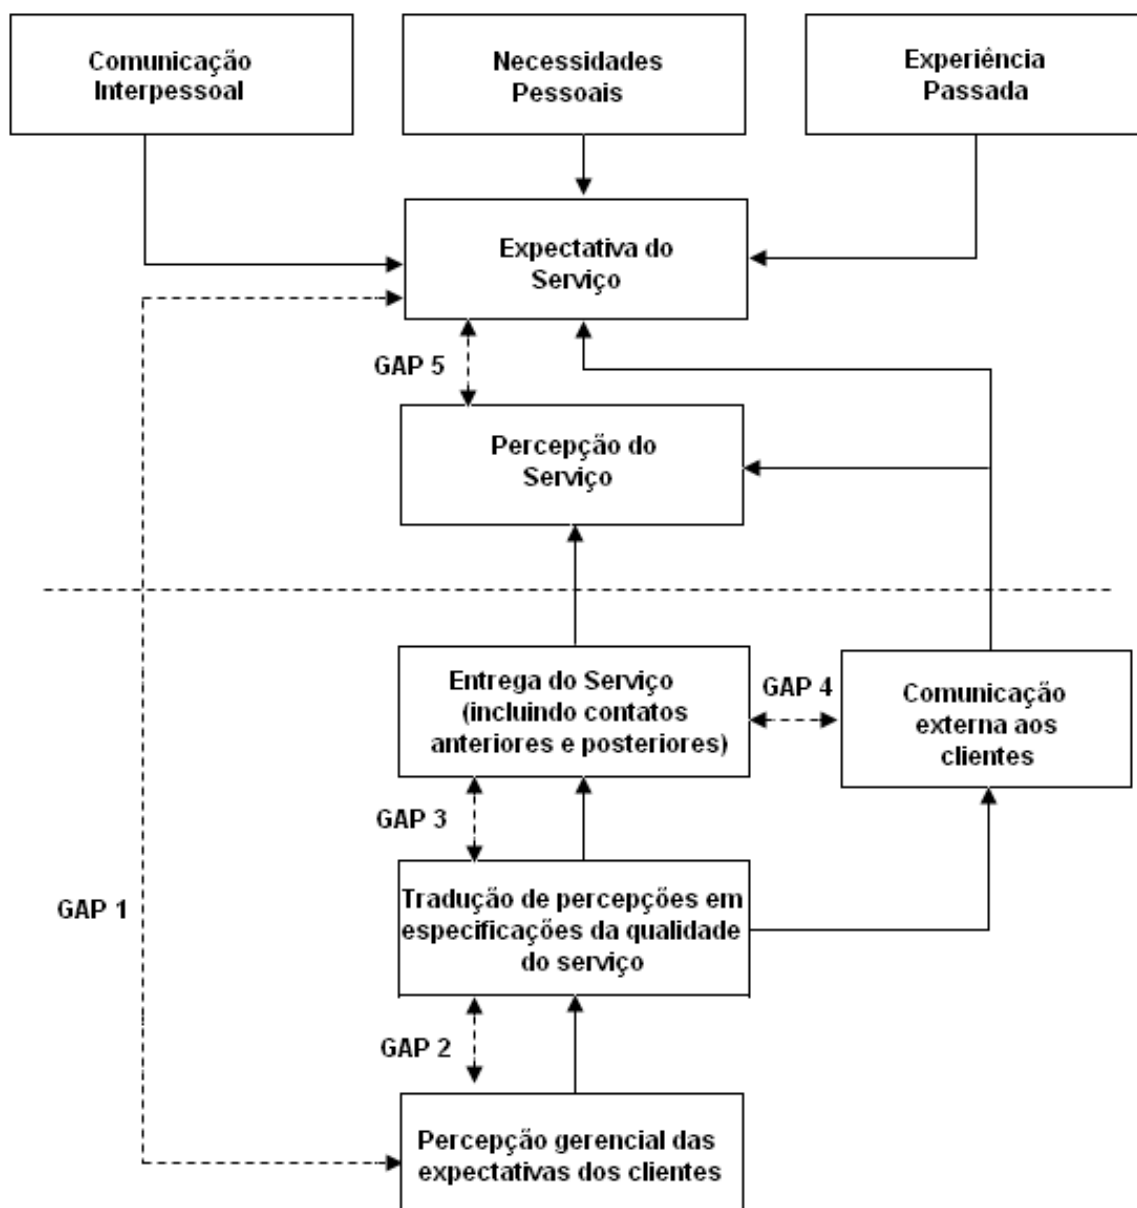 Comunicação
Interpessoal
Necessidades
Pessoais
Experiência
Passada
Expectativa do
Serviço
GAP 5
Percepção do
Serviço
Entrega do Serviço
(incluindo contatos
anteriores e posteriores)
GAP 4
Comunicação
externa aos
clientes
GAP 3
Tradução de percepções em
especificações da qualidade
do serviço
GAP 1
GAP 2
Percepção gerencial das
expectativas dos clientes